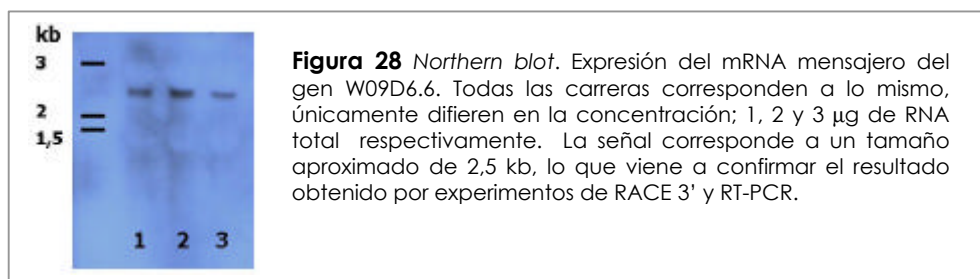 kb
3
2
1,5
1 2 3
Figura 28 Northern blot. Expresión del mRNA mensajero del
gen W09D6.6. Todas las carreras corresponden a lo mismo,
únicamente difieren en la concentración; 1, 2 y 3 μg de RNA
total respectivamente. La señal corresponde a un tamaño
aproximado de 2,5 kb, lo que viene a confirmar el resultado
obtenido por experimentos de RACE 3’ y RT-PCR.